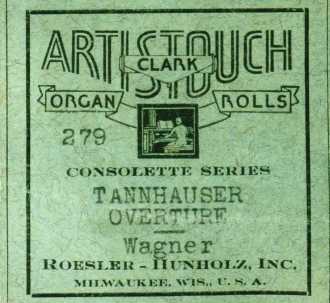 ARTISTOUCH
CLARK
ORGAN ROLLS
279
CONSOLETTE SERIES
TANNHAUSER
OVERTURE
Wagner
ROESLER-HUNHOLZ, INC.
MILWAUKEE, WIS., U. S. A.